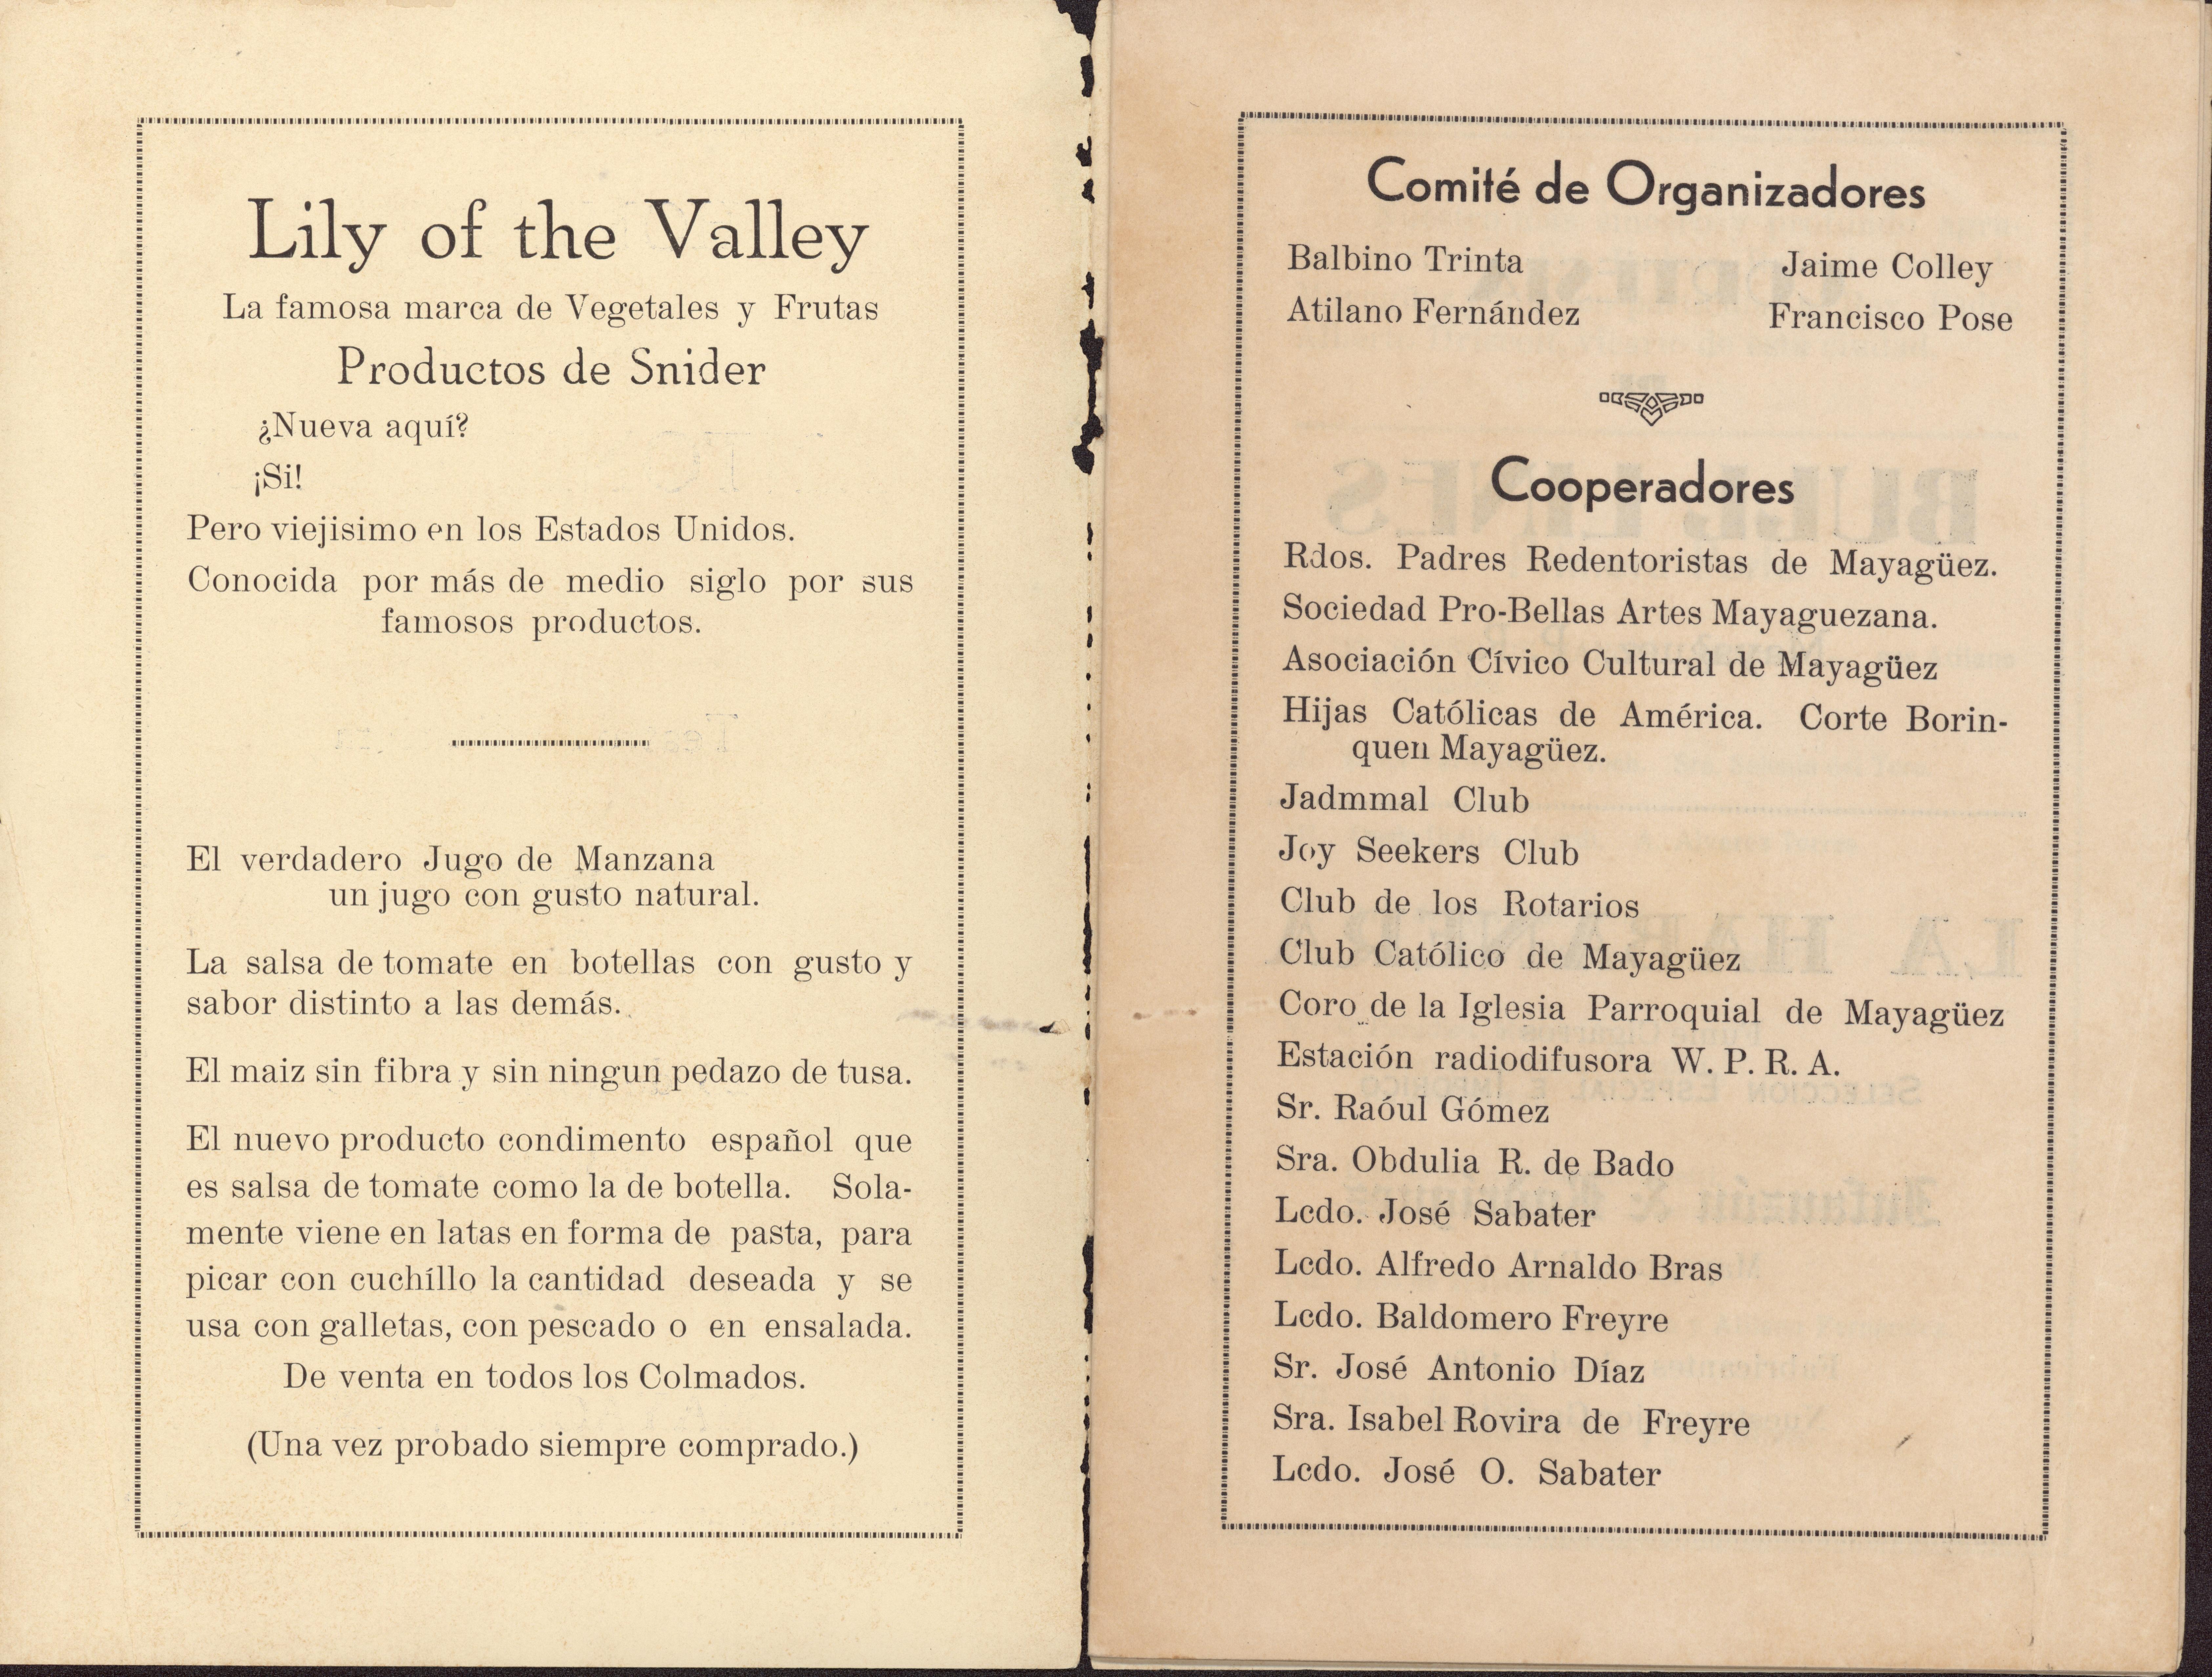 Lily of the Valley
La famosa marca de Vegetales y Frutas
Productos de Snider
¿Nueva aquí?
¡Si!
Pero viejisimo en los Estados Unidos.
Conocida por más de medio siglo por sus
famosos productos.
El verdadero Jugo de Manzana
un jugo con gusto natural.
La salsa de tomate en botellas con gusto y
sabor distinto a las demás.
El maiz sin fibra y sin ningun pedazo de tusa.
El nuevo producto condimento español que
es salsa de tomate como la de botella. Sola-
mente viene en latas en forma de pasta, para
picar con cuchíllo la cantidad deseada y se
usa con galletas, con pescado o en ensalada.
De venta en todos los Colmados.
(Una vez probado siempre comprado.)
Comité de Organizadores
Balbino Trinta Jaime Colley
Atilano Fernández Francisco Pose
Cooperadores
Rdos. Padres Redentoristas de Mayagüez.
Sociedad Pro-Bellas Artes Mayaguezana.
Asociación Cívico Cultural de Mayagüez
Hijas Católicas de América. Corte Borin-
quen Mayagüez.
Jadmmal Club
Joy Seekers Club
Club de los Rotarios
Club Católico de Mayagüez
Coro de la Iglesia Parroquial de Mayagüez
Estación radiodifusora W. P. R. A.
Sr. Raóul Gómez
Sra. Obdulia R. de Bado
Lcdo. José Sabater
Lcdo. Alfredo Arnaldo Bras
Lcdo. Baldomero Freyre
Sr. José Antonio Díaz
Sra. Isabel Rovira de Freyre
Lcdo. José O. Sabater